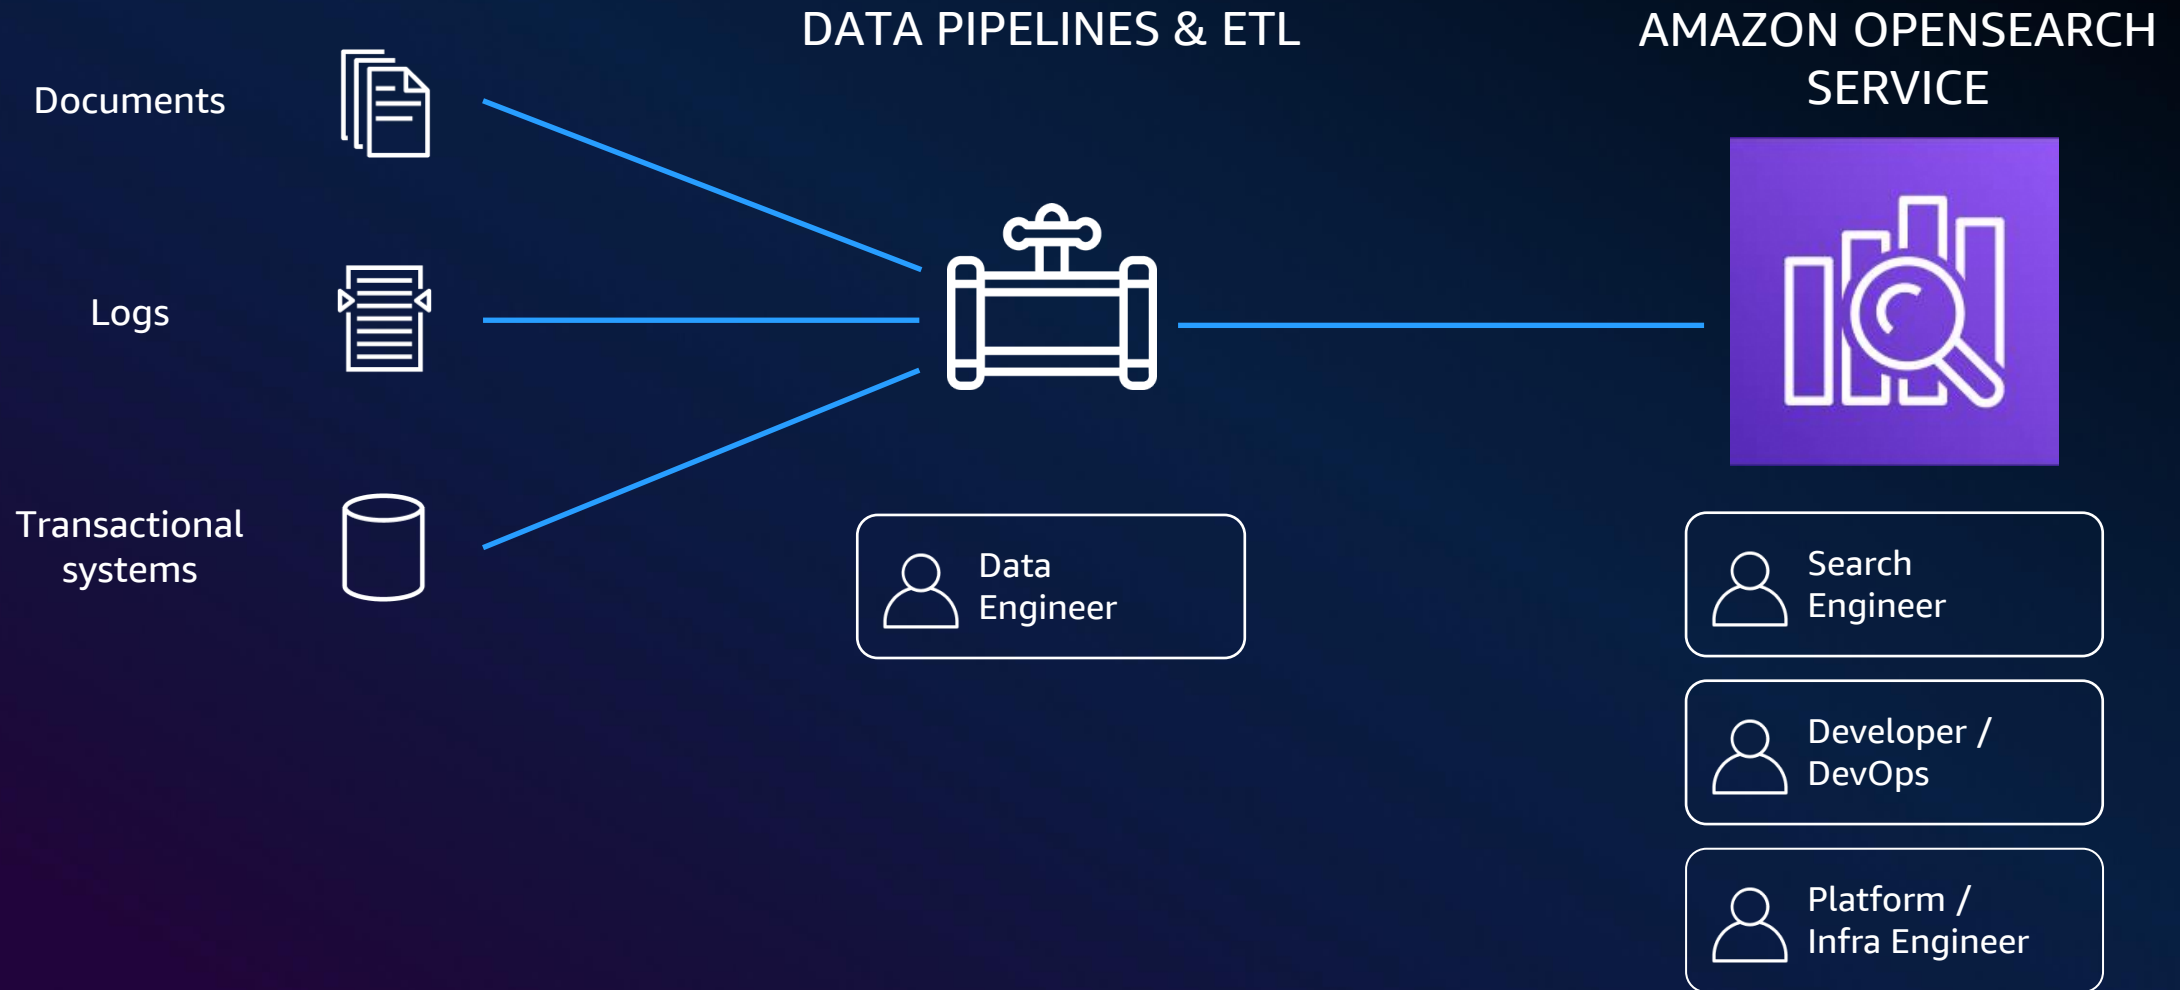 DATA PIPELINES & ETL
AMAZON OPENSEARCH
SERVICE
Documents
Logs
Transactional
systems
Data
Engineer
Search
Engineer
Developer /
DevOps
Platform /
Infra Engineer